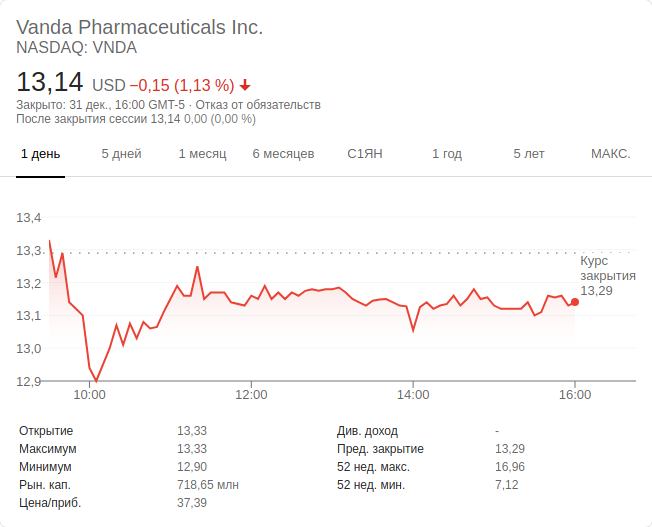 Vanda Pharmaceuticals Inc.
NASDAQ: VNDA
13,14 USD −0,15 (1,13 %)
Закрыто: 31 дек., 16:00 GMT-5 · Отказ от обязательств
После закрытия сессии 13,14 0,00 (0,00 %)
1 день 5 дней 1 месяц 6 месяцев С1ЯН 1 год 5 лет МАКС.
13,4
13,3
13,2
13,1
13,0
12,9
Курс
закрытия
13,29
10:00 12:00 14:00 16:00
Открытие 13,33 Див. доход -
Максимум 13,33 Пред. закрытие 13,29
Минимум 12,90 52 нед. макс. 16,96
Рын. кап. 718,65 млн 52 нед. мин. 7,12
Цена/приб. 37,39